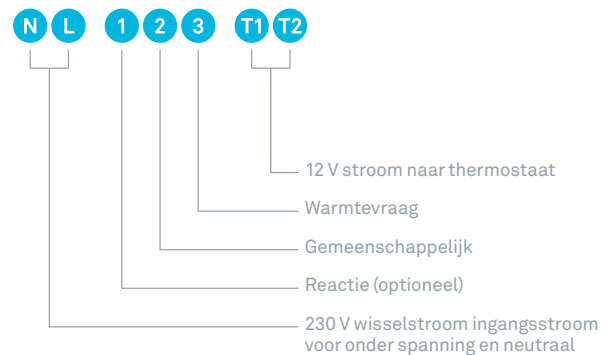 N L 1 2 3 T1 T2
12 V stroom naar thermostaat
Warmtevraag
Gemeenschappelijk
Reactie (optioneel)
230 V wisselstroom ingangsstroom
voor onder spanning en neutraal